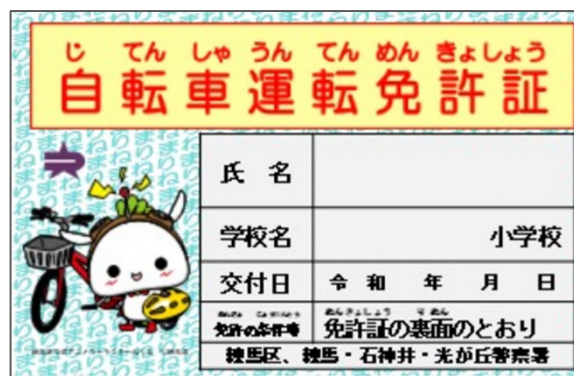 じ てん しゃ うん てん めん きょ しょう
自転車運転免許証
氏 名
学校名 小学校
交付日 令 和 年 月 日
免許の条件等 免許証の裏面のとおり
練馬区、練馬・石神井・光が丘警察署